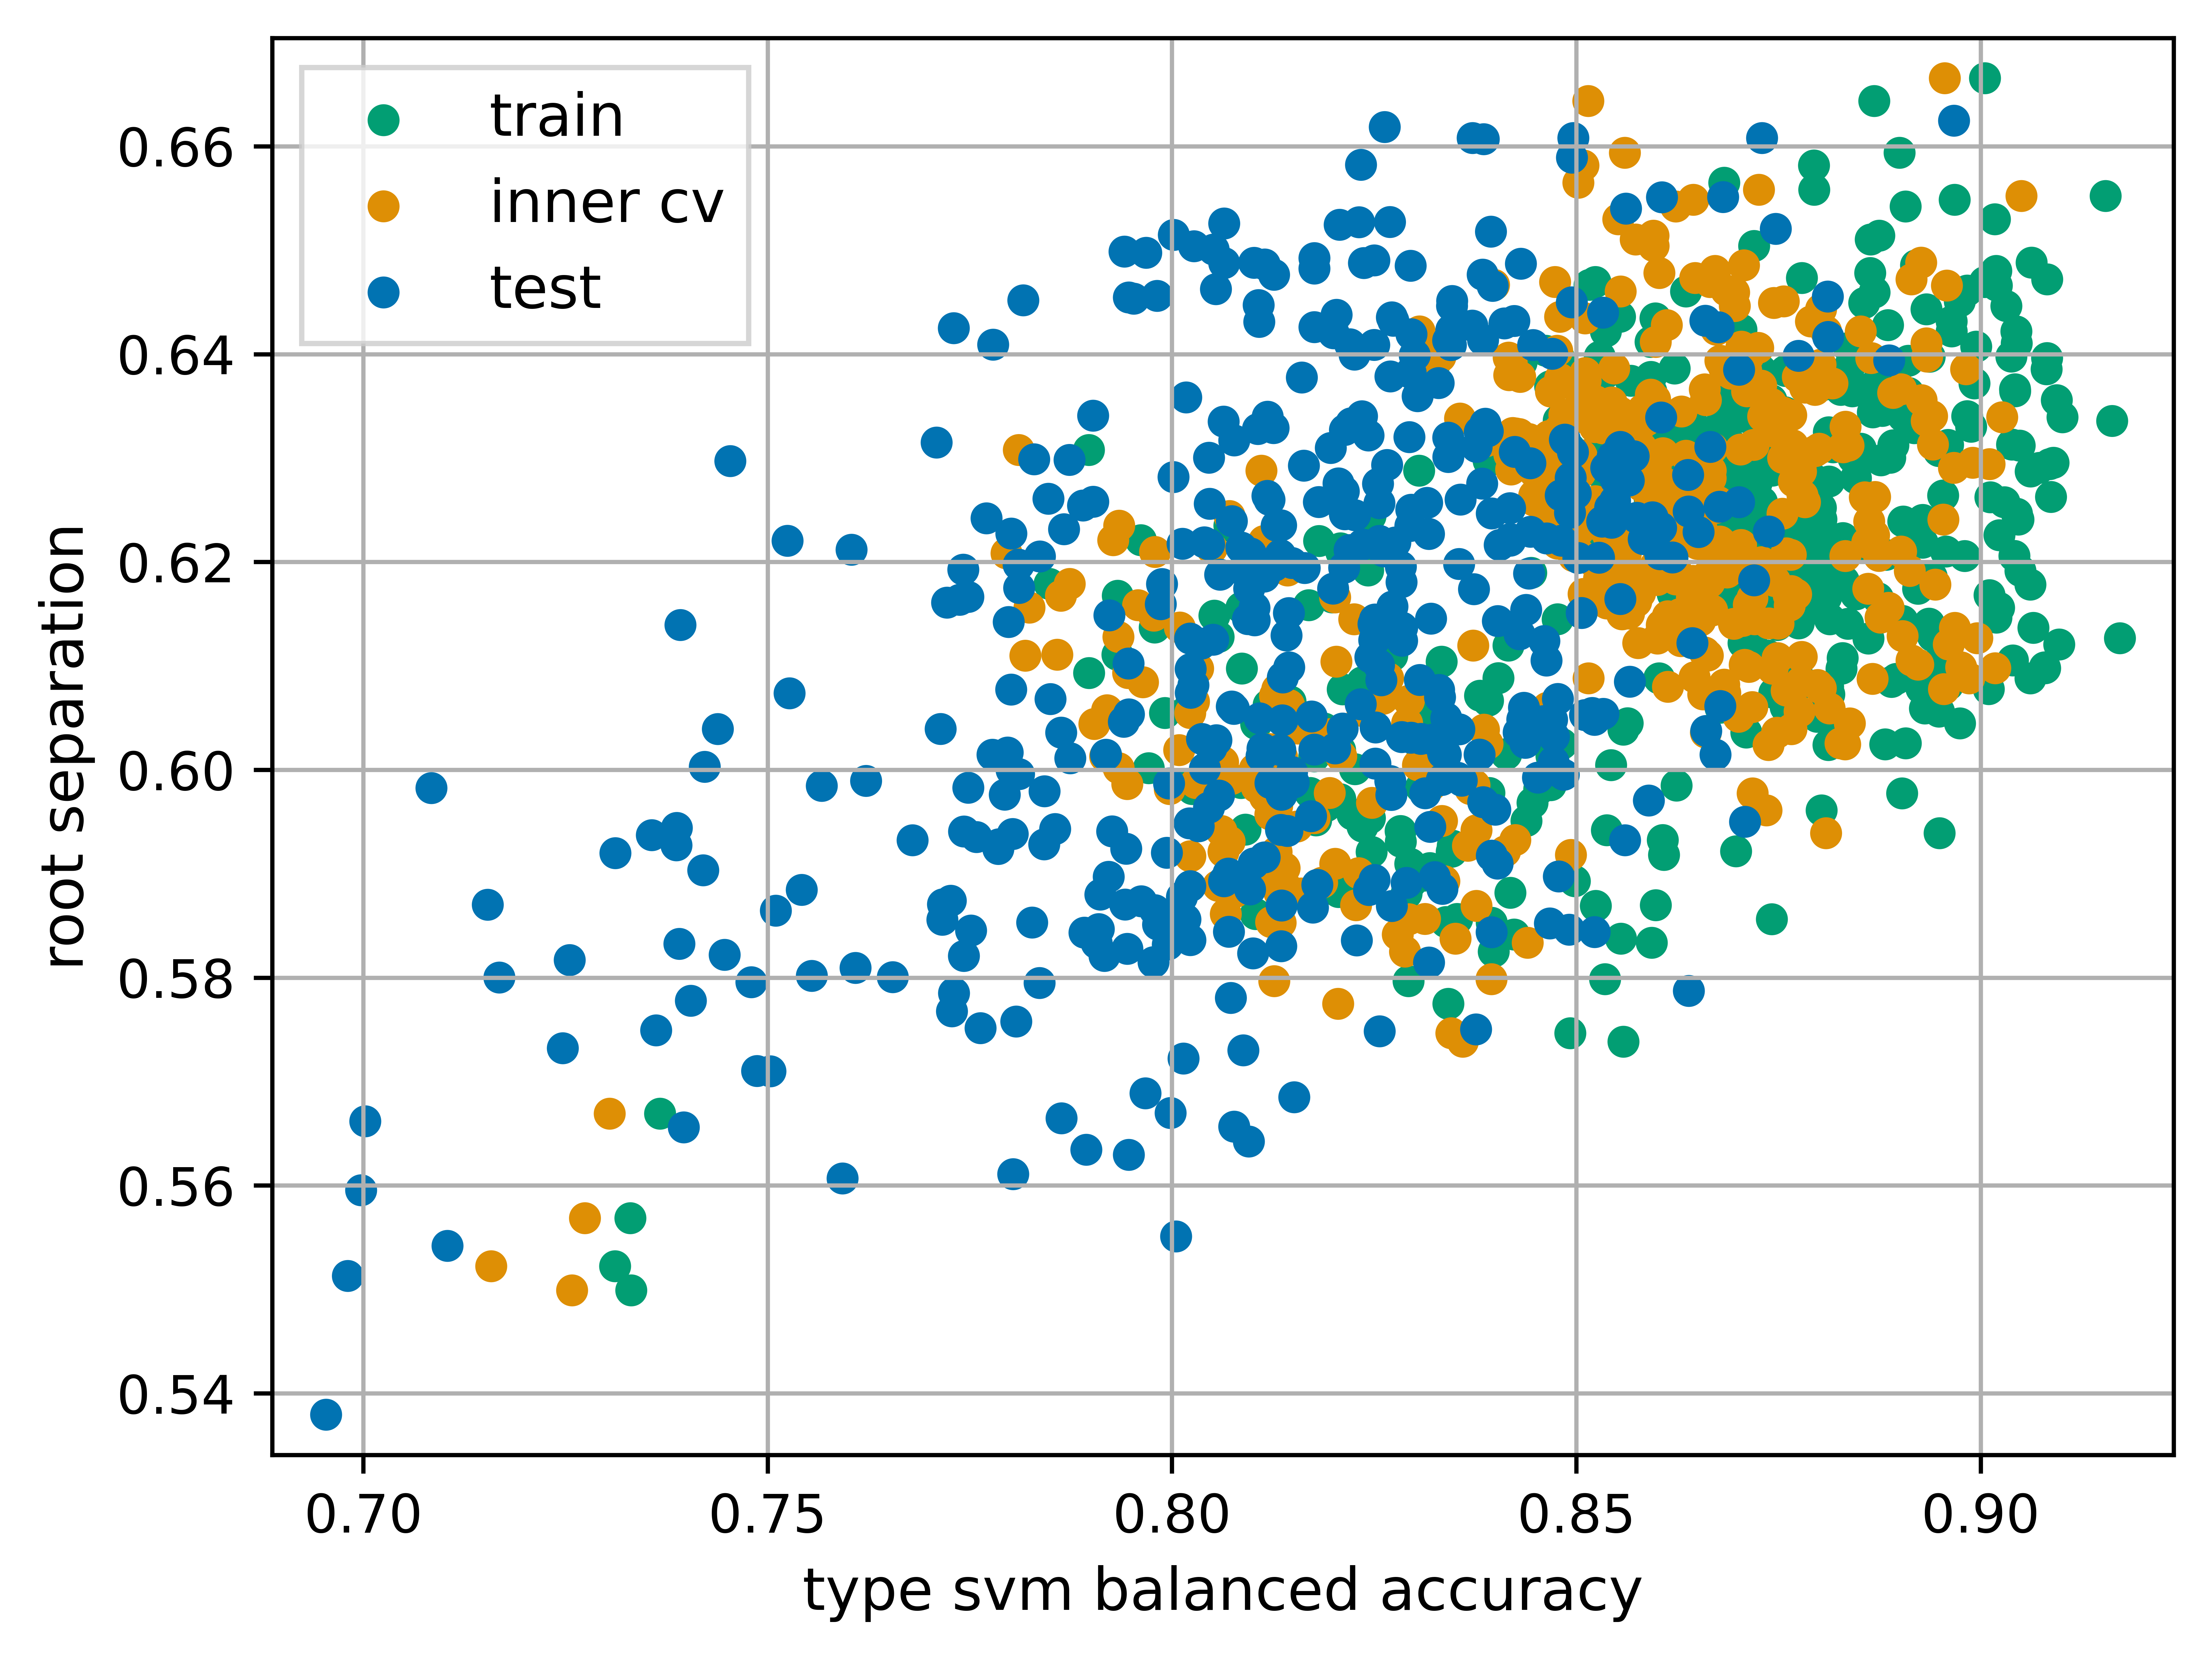 train
inner cv
test
0.66
0.64
0.62
0.60
0.58
0.56
0.54
root separation
0.70
0.75
0.80
0.85
0.90
type svm balanced accuracy